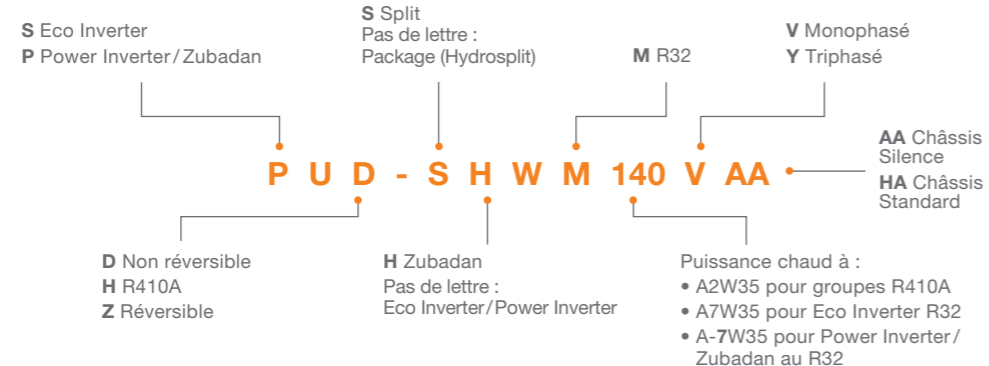 S Eco Inverter
P Power Inverter/Zubadan
S Split
Pas de lettre :
Package (Hydrosplit)
M R32
V Monophasé
Y Triphasé
AA Châssis
Silence
HA Châssis
Standard
P U D - S H W M 140 V AA
D Non réversible
H R410A
Z Réversible
H Zubadan
Pas de lettre :
Eco Inverter/Power Inverter
Puissance chaud à :
• A2W35 pour groupes R410A
• A7W35 pour Eco Inverter R32
• A-7W35 pour Power Inverter/
Zubadan au R32